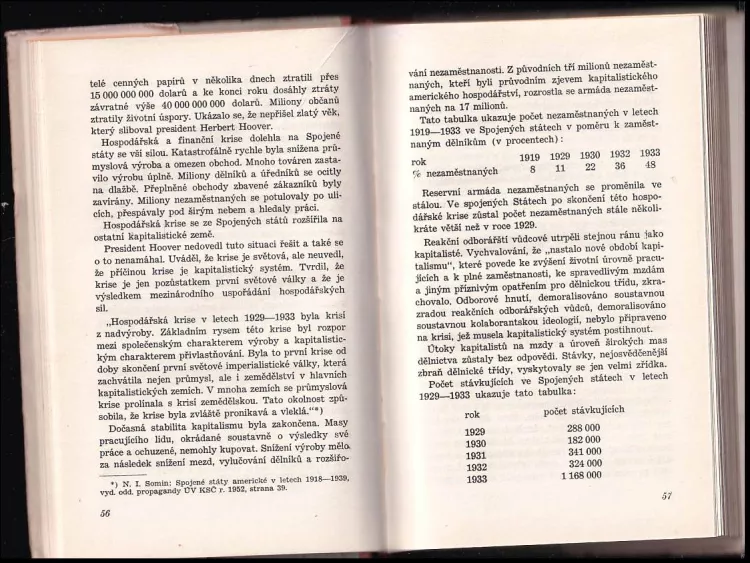 telé cenných papírů v několika dnech ztratili přes
15 000 000 000 dolarů a ke konci roku dosáhly ztráty
závratné výše 40 000 000 000 dolarů. Miliony občanů
ztratily životní úspory. Ukázalo se, že nepřišel zlatý věk,
který sliboval president Herbert Hoover.
Hospodářská a finanční krise dolehla na Spojené
státy se vší silou. Katastrofálně rychle byla snížena prů-
myslová výroba a omezen obchod. Mnoho továren zasta-
vilo výrobu úplně. Miliony dělníků a úředníků se ocitly
na dlažbě. Přeplněné obchody zbavené zákazníků byly
zavírány. Miliony nezaměstnaných se potulovaly po uli-
cích, přespávaly pod širým nebem a hledaly práci.
Hospodářská krise se ze Spojených států rozšířila na
ostatní kapitalistické země.
President Hoover nedovedl tuto situaci řešit a také se
o to nenamáhal. Uváděl, že krise je světová, ale neuvedl,
že příčinou krise je kapitalistický systém. Tvrdil, že
krise je jen pozůstatkem první světové války a že je
výsledkem mezinárodního uspořádání hospodářských
sil.
„Hospodářská krise v letech 1929—1933 byla krisí
z nadvýroby. Základním rysem této krise byl rozpor
mezi společenským charakterem výroby a kapitalistic-
kým charakterem přivlastňování. Byla to první krise od
doby skončení první světové imperialistické války, která
zachvátila nejen průmysl, ale i zemědělství v hlavních
kapitalistických zemích. V mnoha zemích se průmyslová
krise prolínala s krisí zemědělskou. Tato okolnost způ-
sobila, že krise byla zvláště pronikavá a vleklá.“*)
Dočasná stabilita kapitalismu byla zakončena. Masy
pracujícího lidu, okrádané soustavně o výsledky své
práce a ochuzené, nemohly kupovat. Snížení výroby mělo
za následek snížení mezd, vylučování dělníků a rozšiřo-
*) N. I. Somin: Spojené státy americké v letech 1918—1939,
vyd. odd. propagandy ÚV KSČ r. 1952, strana 39.
56
vání nezaměstnanosti. Z původních tří milionů nezaměst-
naných, kteří byli průvodním zjevem kapitalistického
amerického hospodářství, rozrostla se armáda nezaměst-
naných na 17 milionů.
Tato tabulka ukazuje počet nezaměstnaných v letech
1919—1933 ve Spojených státech v poměru k zaměst-
naným dělníkům (v procentech):
rok 1919 1929 1930 1932 1933
% nezaměstnaných 8 11 22 36 48
Reservní armáda nezaměstnaných se proměnila ve
stálou. Ve spojených Státech po skončení této hospo-
dářské krise zůstal počet nezaměstnaných stále několi-
kráte větší než v roce 1929.
Reakční odborářští vůdcové utrpěli stejnou ránu jako
kapitalisté. Vychvalování, že „nastalo nové období kapi-
talismu“, které povede ke zvýšení životní úrovně pracu-
jících a k plné zaměstnanosti, ke spravedlivým mzdám
a jiným příznivým opatřením pro dělnickou třídu, zkra-
chovalo. Odborové hnutí, demoralisováno soustavnou
zradou reakčních odborářských vůdců, demoralisováno
soustavnou kolaborantskou ideologií, nebylo připraveno
na krisi, jež musela kapitalistický systém postihnout.
Útoky kapitalistů na mzdy a úroveň širokých mas
dělnictva zůstaly bez odpovědi. Stávky, nejosvědčenější
zbraň dělnické třídy, vyskytovaly se jen velmi zřídka.
Počet stávkujících ve Spojených státech v letech
1929—1933 ukazuje tato tabulka:
rok počet stávkujících
1929 288 000
1930 182 000
1931 341 000
1932 324 000
1933 1 168 000
57